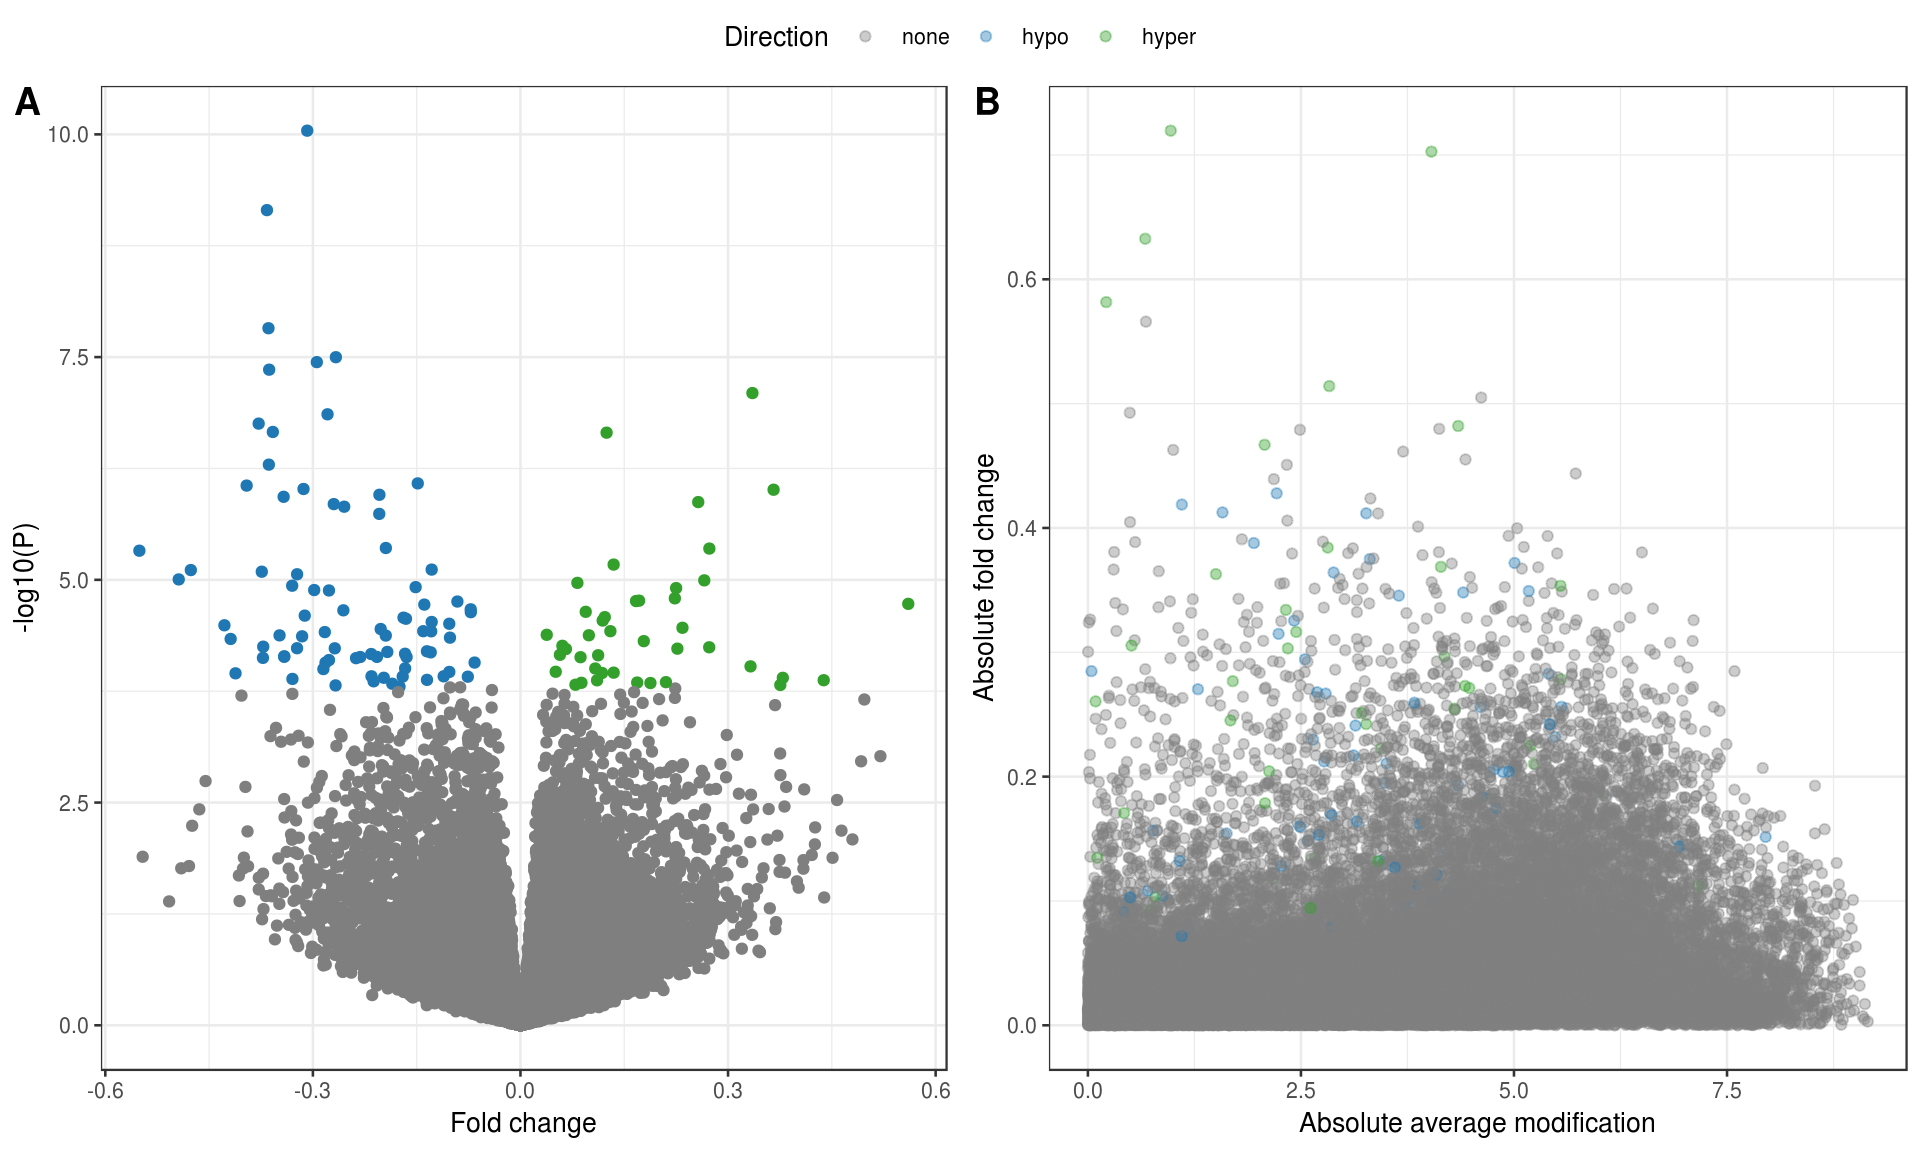 Direction none hypo hyper
A
-log10(P)
10.0
7.5
5.0
2.5
0.0
-0.6 -0.3 0.0 0.3 0.6
Fold change
B
Absolute fold change
0.6
0.4
0.2
0.0
0.0 2.5 5.0 7.5
Absolute average modification